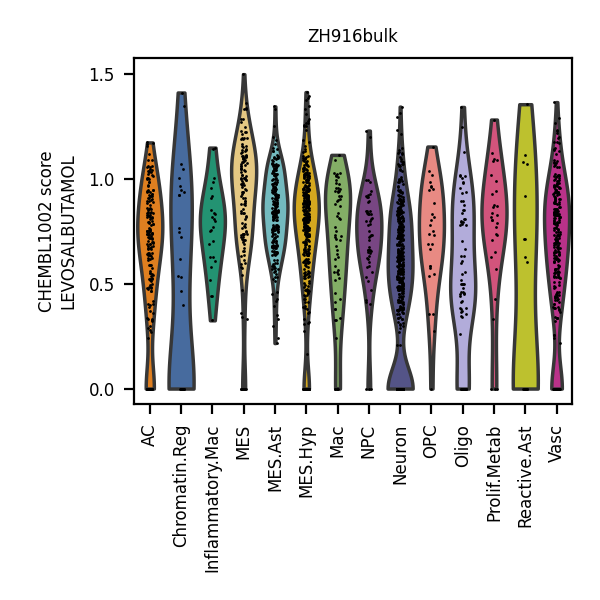 ZH916bulk
CHEMBL1002 score
LEVOSALBUTAMOL
1.5
1.0
0.5
0.0
AC
Chromatin.Reg
Inflammatory.Mac
MES
MES.Ast
MES.Hyp
Mac
NPC
Neuron
OPC
Oligo
Prolif.Metab
Reactive.Ast
Vasc